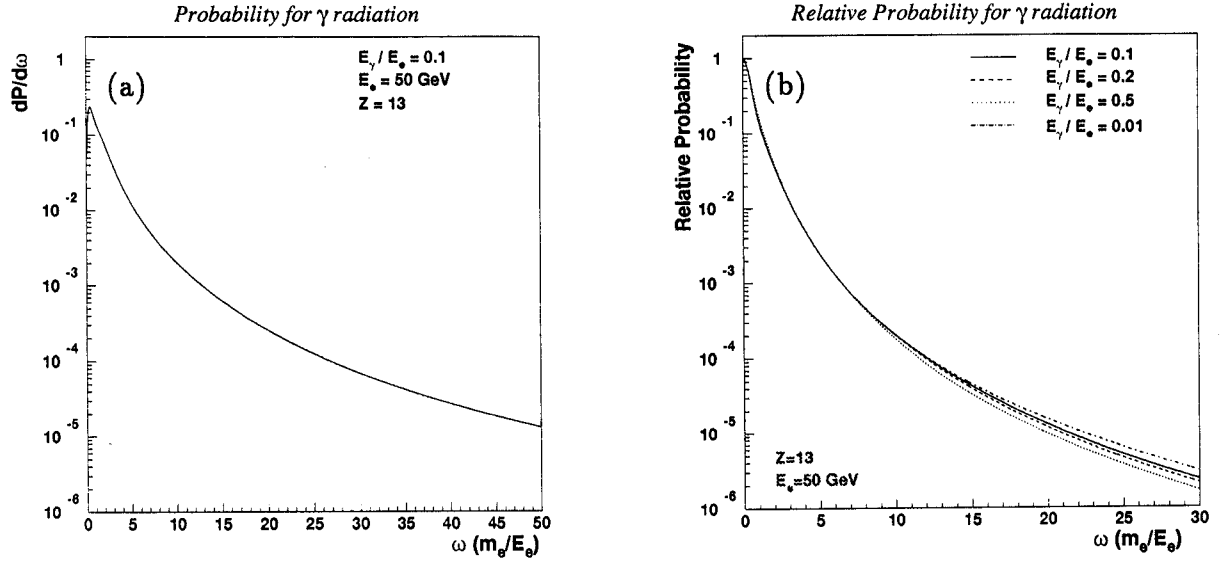 Probability for γ radiation
dP/dω
1
10^-1
10^-2
10^-3
10^-4
10^-5
10^-6
(a)
E_γ / E_e = 0.1
E_e = 50 GeV
Z = 13
0 5 10 15 20 25 30 35 40 45 50
ω (m_e/E_e)
Relative Probability for γ radiation
Relative Probability
1
10^-1
10^-2
10^-3
10^-4
10^-5
10^-6
(b)
E_γ / E_e = 0.1
E_γ / E_e = 0.2
E_γ / E_e = 0.5
E_γ / E_e = 0.01
Z=13
E_e=50 GeV
0 5 10 15 20 25 30
ω (m_e/E_e)